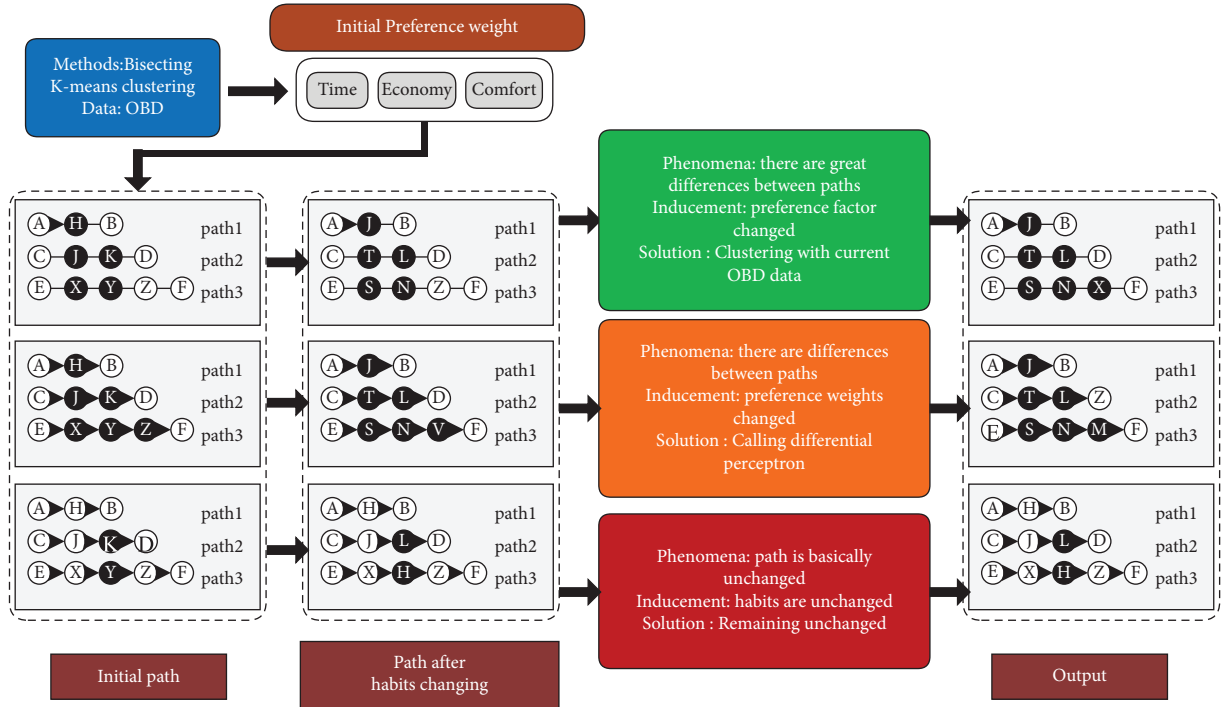 Initial Preference weight
Methods:Bisecting
K-means clustering
Data: OBD
Time
Economy
Comfort
A H B path1
C J K D path2
E X Y Z F path3
A H B path1
C J K D path2
E X Y Z F path3
A H B path1
C J K D path2
E X Y Z F path3
Initial path
A J B path1
C T L D path2
E S N Z F path3
A J B path1
C T L D path2
E S N V F path3
A H B path1
C J L D path2
E X H Z F path3
Path after
habits changing
Phenomena: there are great
differences between paths
Inducement: preference factor
changed
Solution : Clustering with current
OBD data
Phenomena: there are differences
between paths
Inducement: preference weights
changed
Solution : Calling differential
perceptron
Phenomena: path is basically
unchanged
Inducement: habits are unchanged
Solution : Remaining unchanged
A J B path1
C T L D path2
E S N X F path3
A J B path1
C T L Z path2
E S N M F path3
A H B path1
C J L D path2
E X H Z F path3
Output